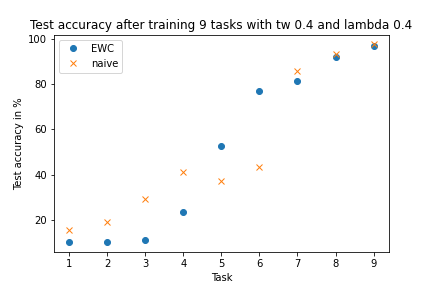 Test accuracy after training 9 tasks with tw 0.4 and lambda 0.4
EWC
naive
100
80
60
40
20
Test accuracy in %
1 2 3 4 5 6 7 8 9
Task